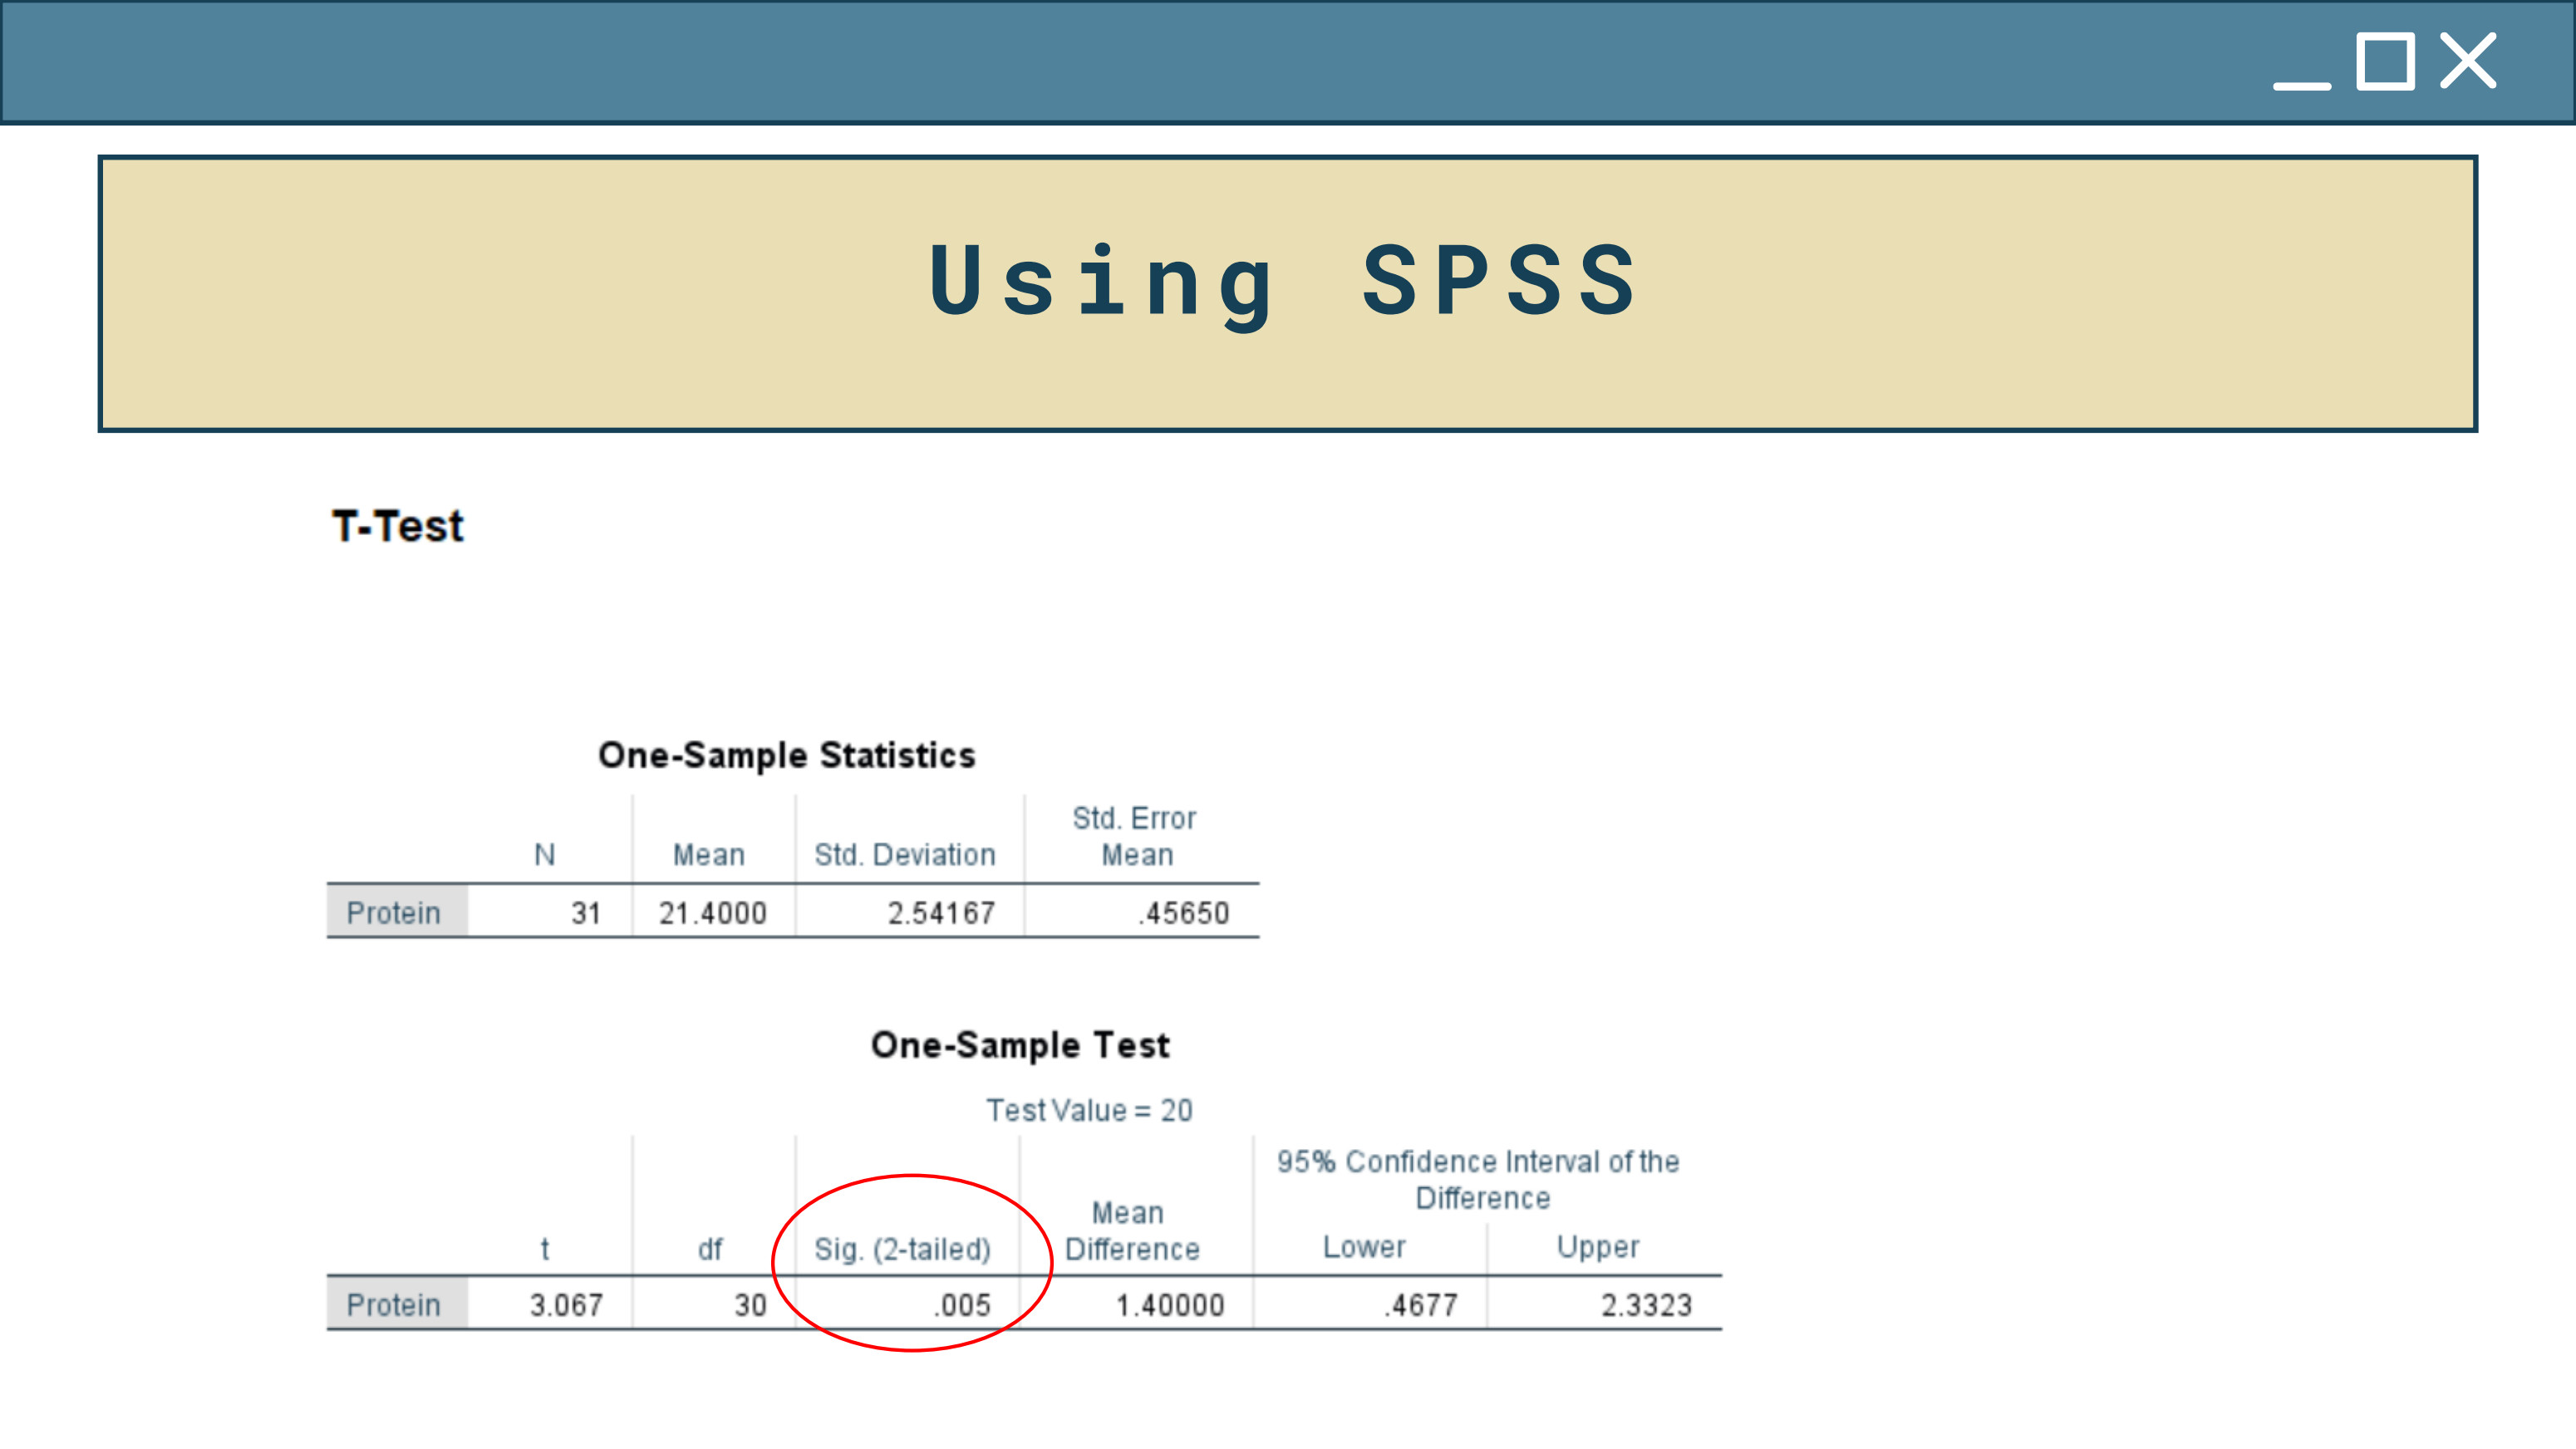 Using SPSS
T-Test
One-Sample Statistics
N Mean Std. Deviation Std. Error Mean
Protein 31 21.4000 2.54167 .45650
One-Sample Test
Test Value = 20
95% Confidence Interval of the Difference
t df Sig. (2-tailed) Mean Difference Lower Upper
Protein 3.067 30 .005 1.40000 .4677 2.3323